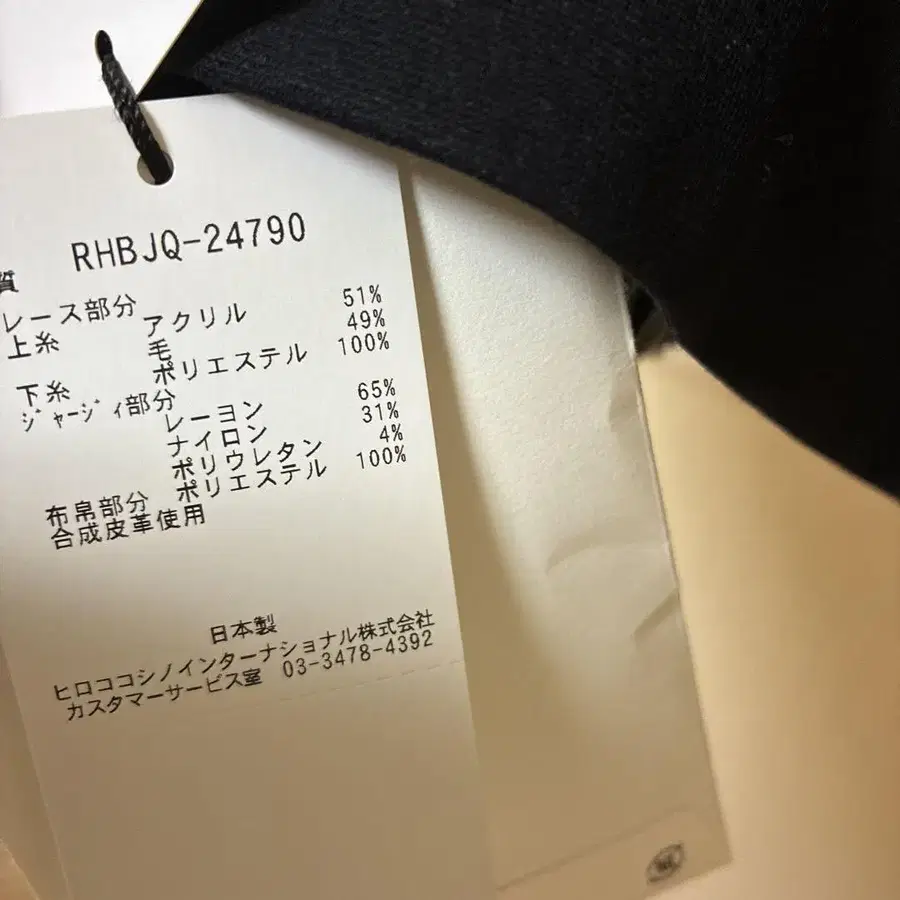 RHBJQ-24790
質
レース部分
上糸 アクリル 51%
毛 49%
下糸 ポリエステル 100%
ジャージィ部分
レーヨン 65%
ナイロン 31%
ポリウレタン 4%
布帛部分 ポリエステル 100%
合成皮革使用
日本製
ヒロココシノインターナショナル株式会社
カスタマーサービス室 03-3478-4392